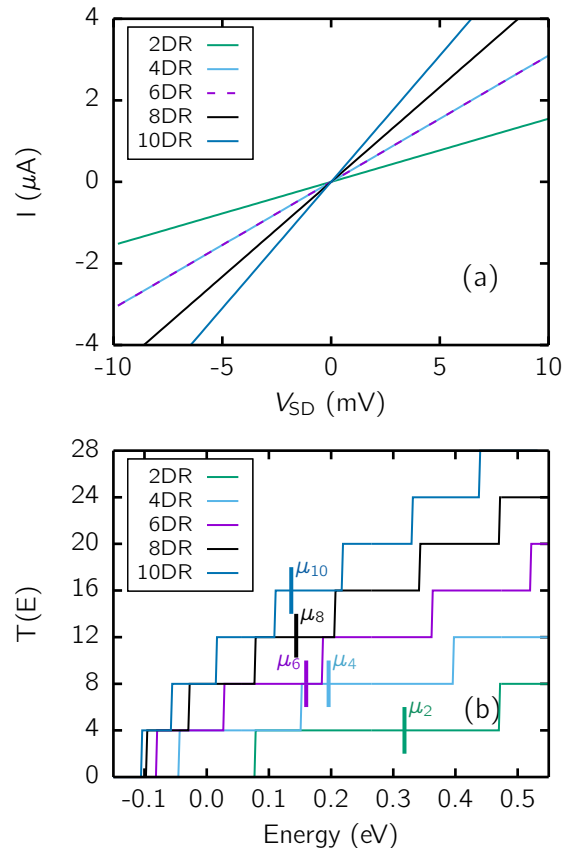 4
2
0
-2
-4
I (μA)
2DR
4DR
6DR
8DR
10DR
(a)
-10 -5 0 5 10
V_SD (mV)
28
24
20
16
12
8
4
0
T(E)
2DR
4DR
6DR
8DR
10DR
μ10
μ8
μ6 μ4
μ2
(b)
-0.1 0.0 0.1 0.2 0.3 0.4 0.5
Energy (eV)